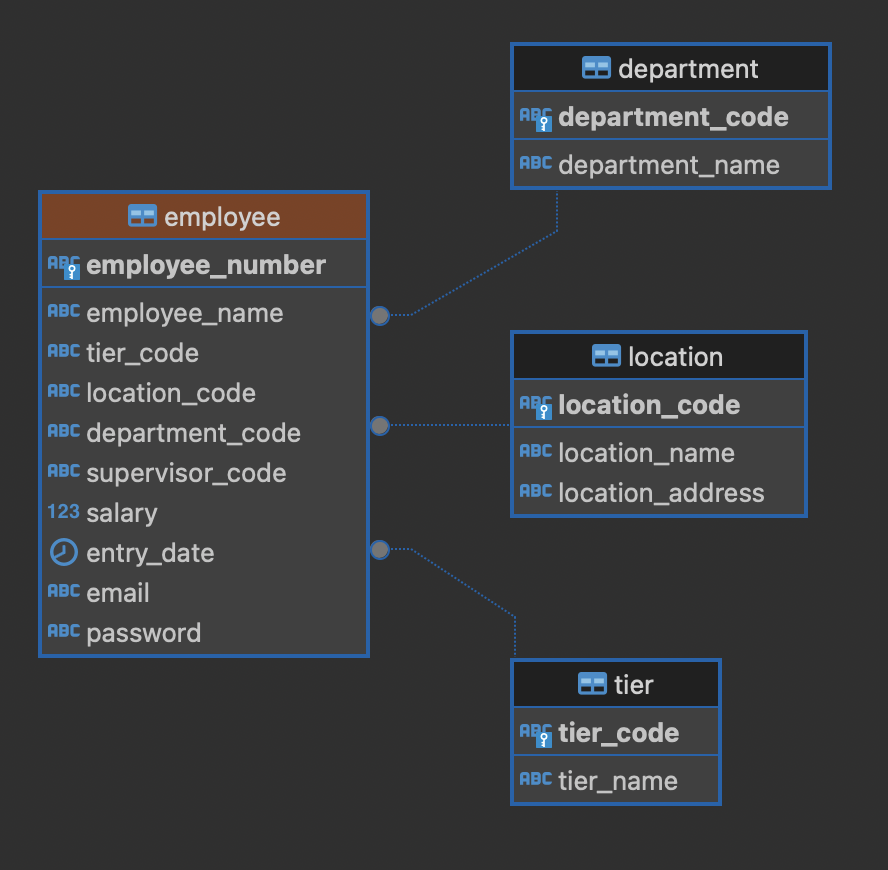 employee
ABC employee_number
ABC employee_name
ABC tier_code
ABC location_code
ABC department_code
ABC supervisor_code
123 salary
entry_date
ABC email
ABC password
department
ABC department_code
ABC department_name
location
ABC location_code
ABC location_name
ABC location_address
tier
ABC tier_code
ABC tier_name